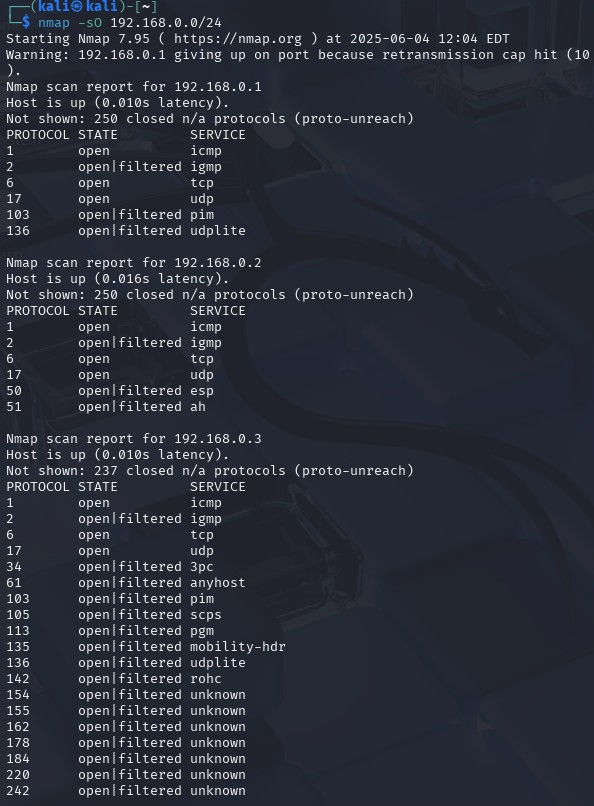 ┌──(kali㉿kali)-[~]
└─$ nmap -sO 192.168.0.0/24
Starting Nmap 7.95 ( https://nmap.org ) at 2025-06-04 12:04 EDT
Warning: 192.168.0.1 giving up on port because retransmission cap hit (10
).
Nmap scan report for 192.168.0.1
Host is up (0.010s latency).
Not shown: 250 closed n/a protocols (proto-unreach)
PROTOCOL STATE         SERVICE
1        open          icmp
2        open|filtered igmp
6        open          tcp
17       open          udp
103      open|filtered pim
136      open|filtered udplite

Nmap scan report for 192.168.0.2
Host is up (0.016s latency).
Not shown: 250 closed n/a protocols (proto-unreach)
PROTOCOL STATE         SERVICE
1        open          icmp
2        open|filtered igmp
6        open          tcp
17       open          udp
50       open|filtered esp
51       open|filtered ah

Nmap scan report for 192.168.0.3
Host is up (0.010s latency).
Not shown: 237 closed n/a protocols (proto-unreach)
PROTOCOL STATE         SERVICE
1        open          icmp
2        open|filtered igmp
6        open          tcp
17       open          udp
34       open|filtered 3pc
61       open|filtered anyhost
103      open|filtered pim
105      open|filtered scps
113      open|filtered pgm
135      open|filtered mobility-hdr
136      open|filtered udplite
142      open|filtered rohc
154      open|filtered unknown
155      open|filtered unknown
162      open|filtered unknown
178      open|filtered unknown
184      open|filtered unknown
220      open|filtered unknown
242      open|filtered unknown